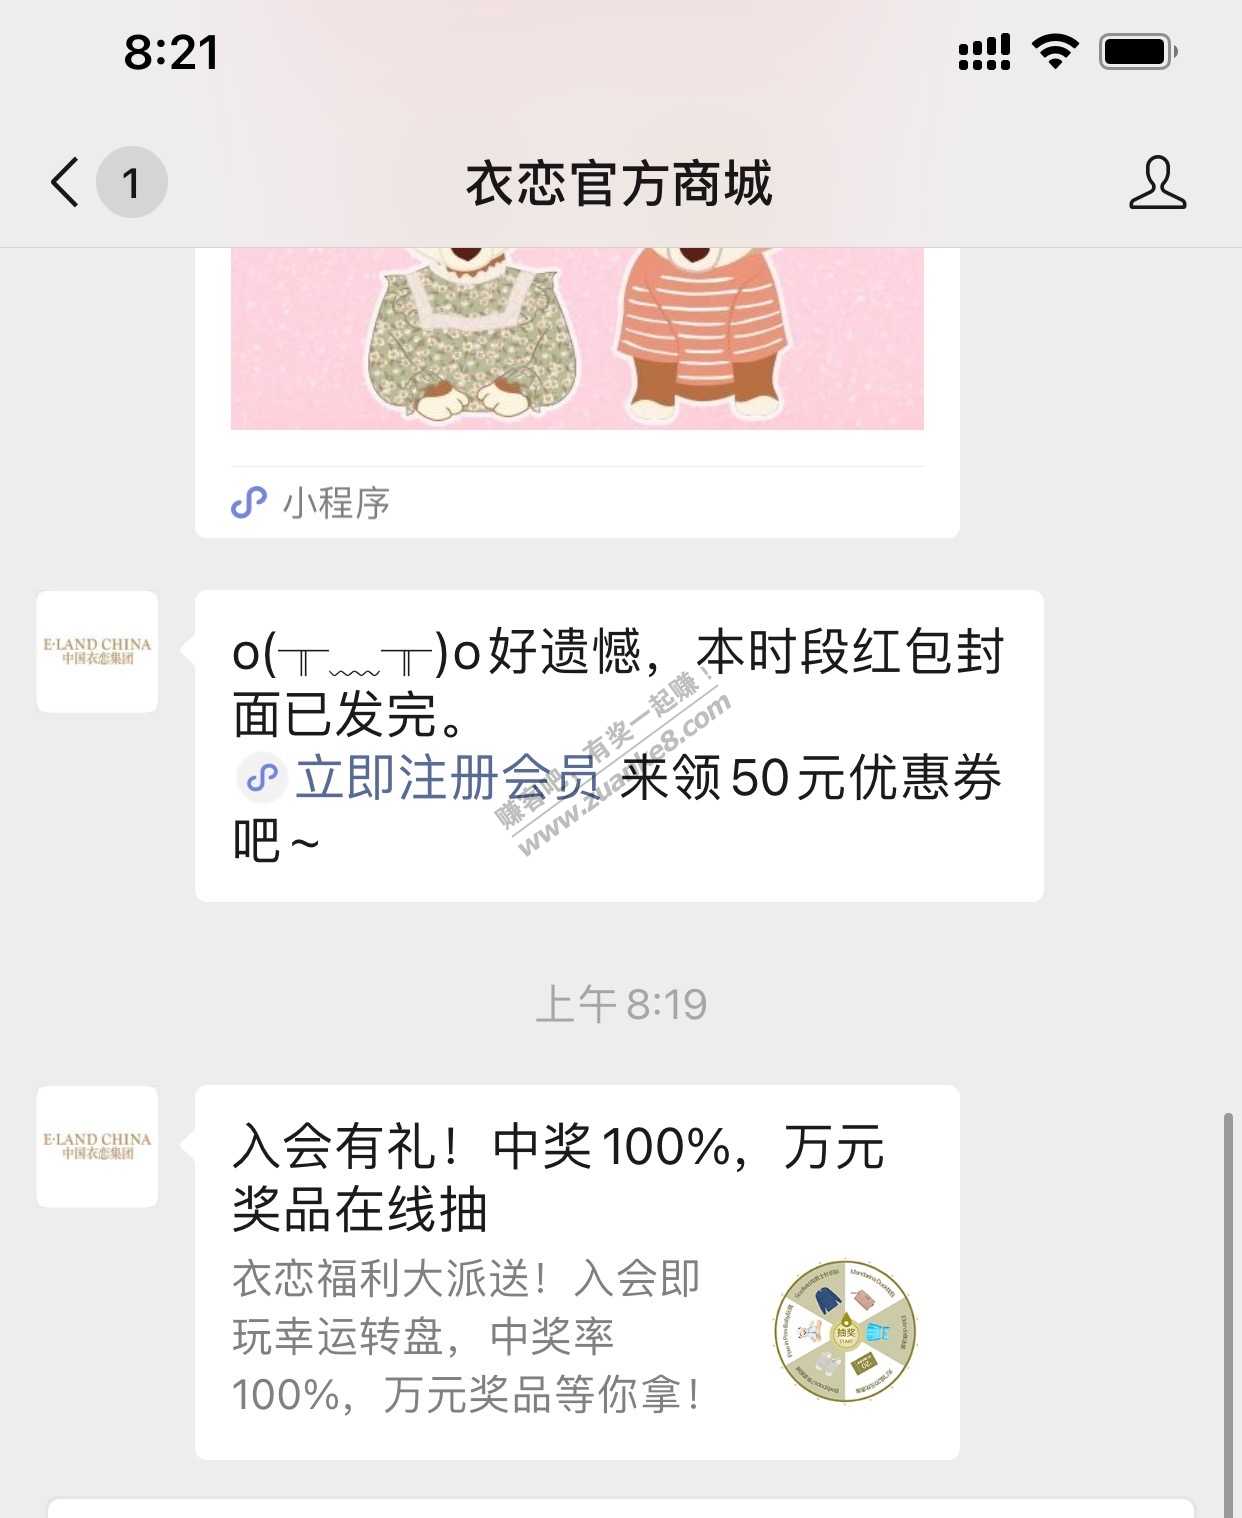 8:21
1
衣恋官方商城
小程序
E·LAND CHINA
中国衣恋集团
o(╥﹏╥)o好遗憾，本时段红包封
面已发完。
立即注册会员 来领50元优惠券
吧~
赚客吧，有奖一起赚！
www.zuanke8.com
上午8:19
E·LAND CHINA
中国衣恋集团
入会有礼！中奖100%，万元
奖品在线抽
衣恋福利大派送！入会即
玩幸运转盘，中奖率
100%，万元奖品等你拿！
抽奖
START